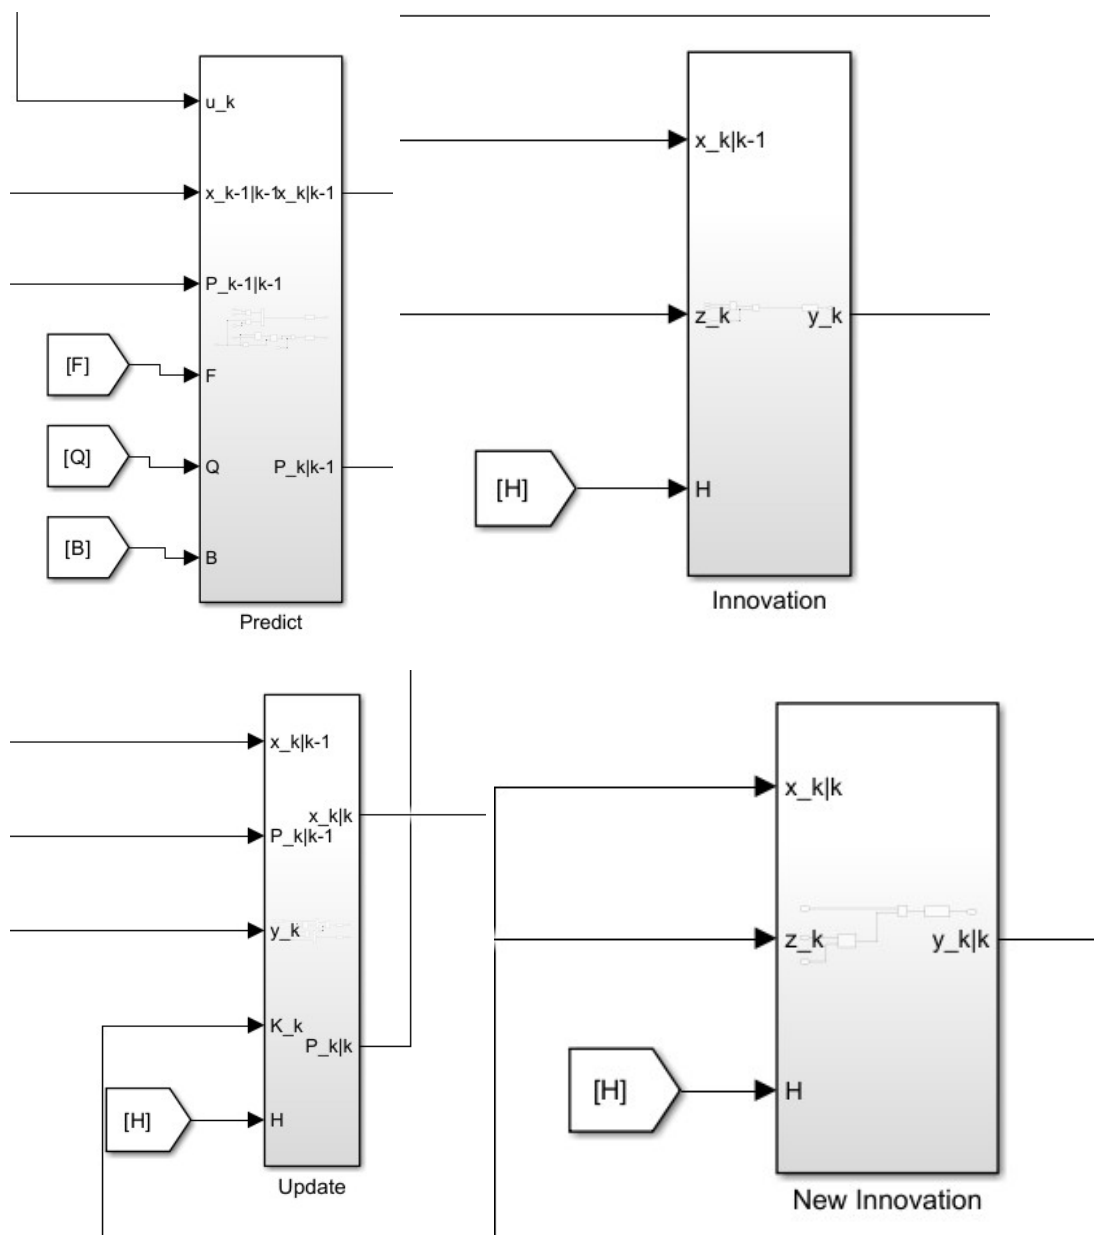 u_k
x_k-1|k-1
x_k|k-1
P_k-1|k-1
[F]
F
[Q]
Q
P_k|k-1
[B]
B
Predict
x_k|k-1
z_k
y_k
[H]
H
Innovation
x_k|k-1
x_k|k
P_k|k-1
y_k
K_k
P_k|k
[H]
H
Update
x_k|k
z_k
y_k|k
[H]
H
New Innovation